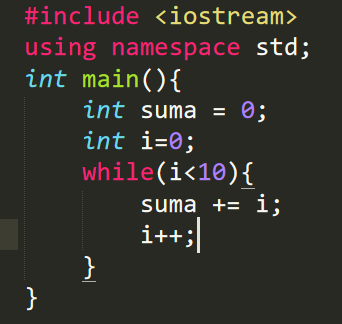 #include <iostream>
using namespace std;
int main(){
int suma = 0;
int i=0;
while(i<10){
suma += i;
i++;
}
}